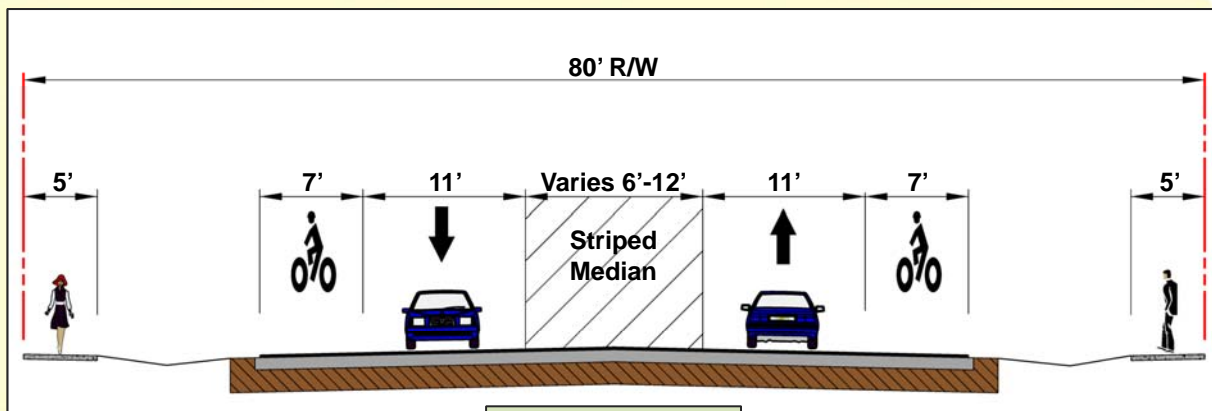 80' R/W
5' 7' 11' Varies 6'-12' 11' 7' 5'
Striped
Median